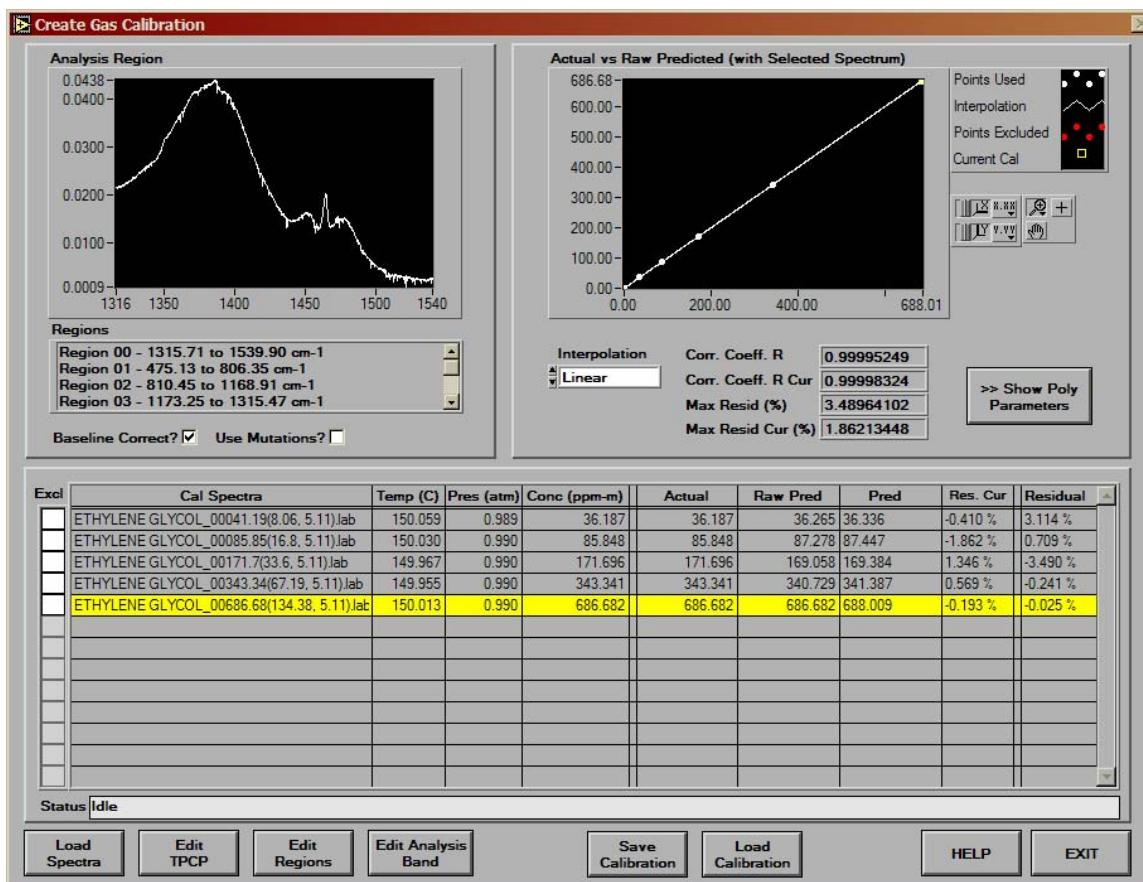 Create Gas Calibration
Analysis Region
0.0438
0.0400
0.0300
0.0200
0.0100
0.0009
1316 1350 1400 1450 1500 1540
Regions
Region 00 - 1315.71 to 1539.90 cm-1
Region 01 - 475.13 to 806.35 cm-1
Region 02 - 810.45 to 1168.91 cm-1
Region 03 - 1173.25 to 1315.47 cm-1
Baseline Correct? Use Mutations?
Actual vs Raw Predicted (with Selected Spectrum)
686.68
600.00
500.00
400.00
300.00
200.00
100.00
0.00
0.00 200.00 400.00 688.01
Points Used
Interpolation
Points Excluded
Current Cal
X X.XX
Y Y.YY
Interpolation
Linear
Corr. Coeff. R 0.99995249
Corr. Coeff. R Cur 0.99998324
Max Resid (%) 3.48964102
Max Resid Cur (%) 1.86213448
>> Show Poly
Parameters
Excl Cal Spectra Temp (C) Pres (atm) Conc (ppm-m) Actual Raw Pred Pred Res. Cur Residual
ETHYLENE GLYCOL_00041.19(8.06, 5.11).lab 150.059 0.989 36.187 36.187 36.265 36.336 -0.410 % 3.114 %
ETHYLENE GLYCOL_00085.85(16.8, 5.11).lab 150.030 0.990 85.848 85.848 87.278 87.447 -1.862 % 0.709 %
ETHYLENE GLYCOL_00171.7(33.6, 5.11).lab 149.967 0.990 171.696 171.696 169.058 169.384 1.346 % -3.490 %
ETHYLENE GLYCOL_00343.34(67.19, 5.11).lab 149.955 0.990 343.341 343.341 340.729 341.387 0.569 % -0.241 %
ETHYLENE GLYCOL_00686.68(134.38, 5.11).lab 150.013 0.990 686.682 686.682 686.682 688.009 -0.193 % -0.025 %
Status Idle
Load
Spectra
Edit
TPCP
Edit
Regions
Edit Analysis
Band
Save
Calibration
Load
Calibration
HELP
EXIT